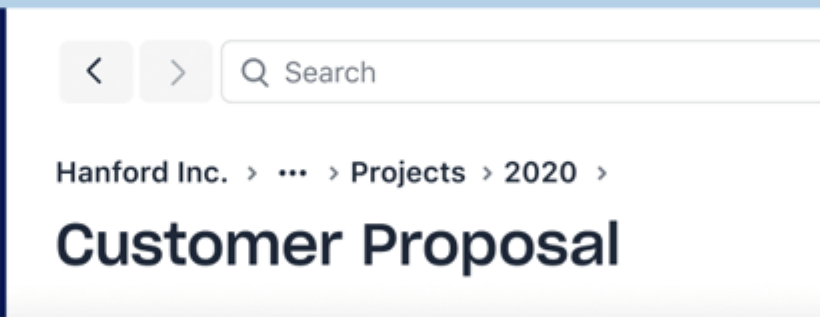 Search
Hanford Inc. > ••• > Projects > 2020 >
Customer Proposal